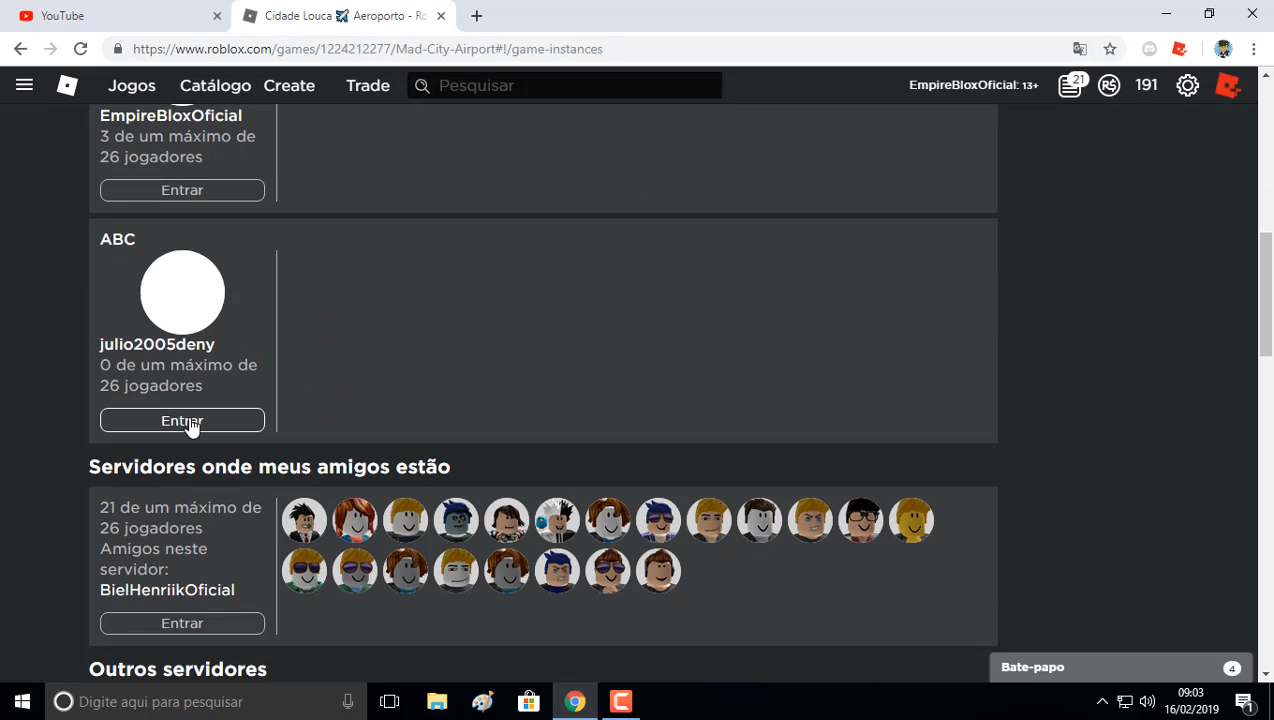 YouTube
Cidade Louca ✈ Aeroporto - Ro
https://www.roblox.com/games/1224212277/Mad-City-Airport#!/game-instances
Jogos
Catálogo
Create
Trade
Pesquisar
EmpireBloxOficial: 13+
21
R$
191
EmpireBloxOficial
3 de um máximo de
26 jogadores
Entrar
ABC
julio2005deny
0 de um máximo de
26 jogadores
Entrar
Servidores onde meus amigos estão
21 de um máximo de
26 jogadores
Amigos neste
servidor:
BielHenriikOficial
Entrar
Outros servidores
Bate-papo
4
Digite aqui para pesquisar
09:03
16/02/2019
1